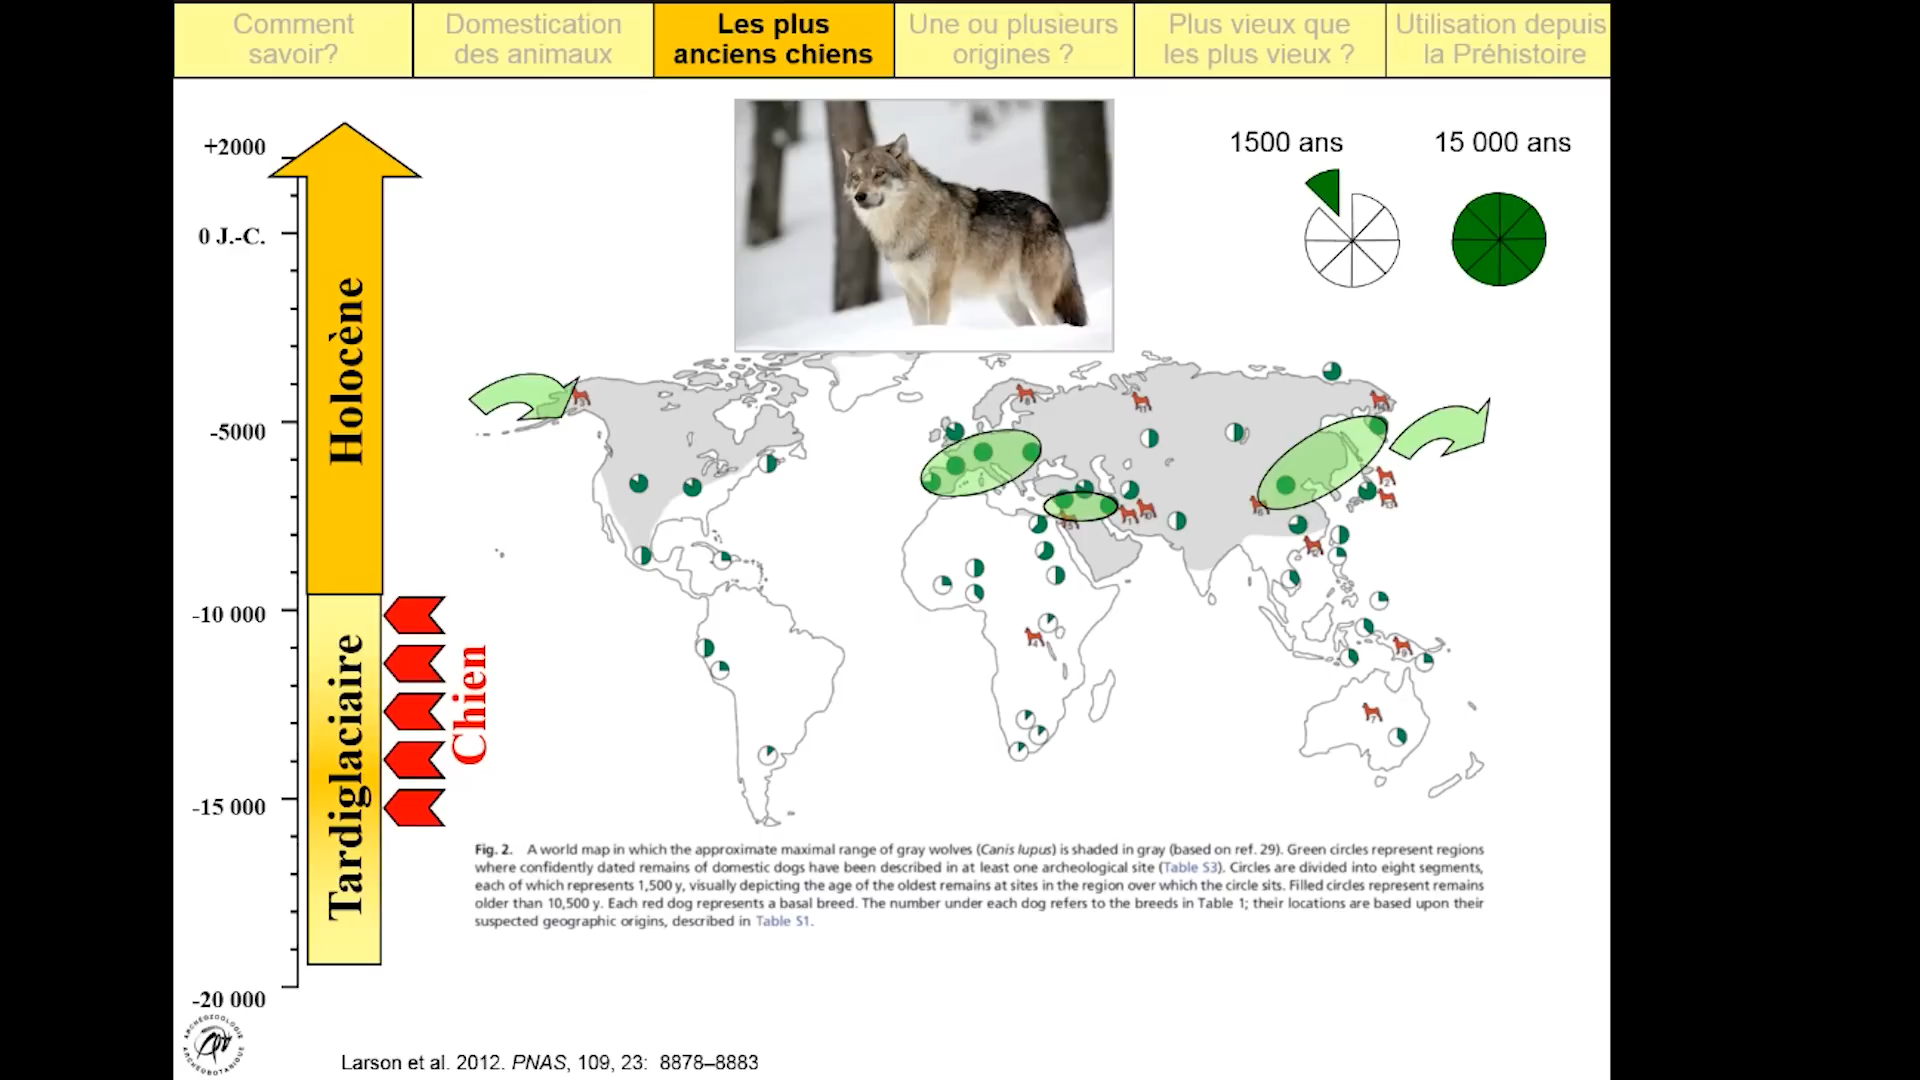 Comment
savoir?
Domestication
des animaux
Les plus
anciens chiens
Une ou plusieurs
origines ?
Plus vieux que
les plus vieux ?
Utilisation depuis
la Préhistoire
1500 ans
15 000 ans
+2000
0 J.-C.
-5000
-10 000
-15 000
-20 000
Holocène
Tardiglaciaire
Chien
Fig. 2. A world map in which the approximate maximal range of gray wolves (Canis lupus) is shaded in gray (based on ref. 29). Green circles represent regions
where confidently dated remains of domestic dogs have been described in at least one archeological site (Table S3). Circles are divided into eight segments,
each of which represents 1,500 y, visually depicting the age of the oldest remains at sites in the region over which the circle sits. Filled circles represent remains
older than 10,500 y. Each red dog represents a basal breed. The number under each dog refers to the breeds in Table 1; their locations are based upon their
suspected geographic origins, described in Table S1.
ARCHÉOZOOLOGIE
ARCHÉOBOTANIQUE
Larson et al. 2012. PNAS, 109, 23: 8878–8883